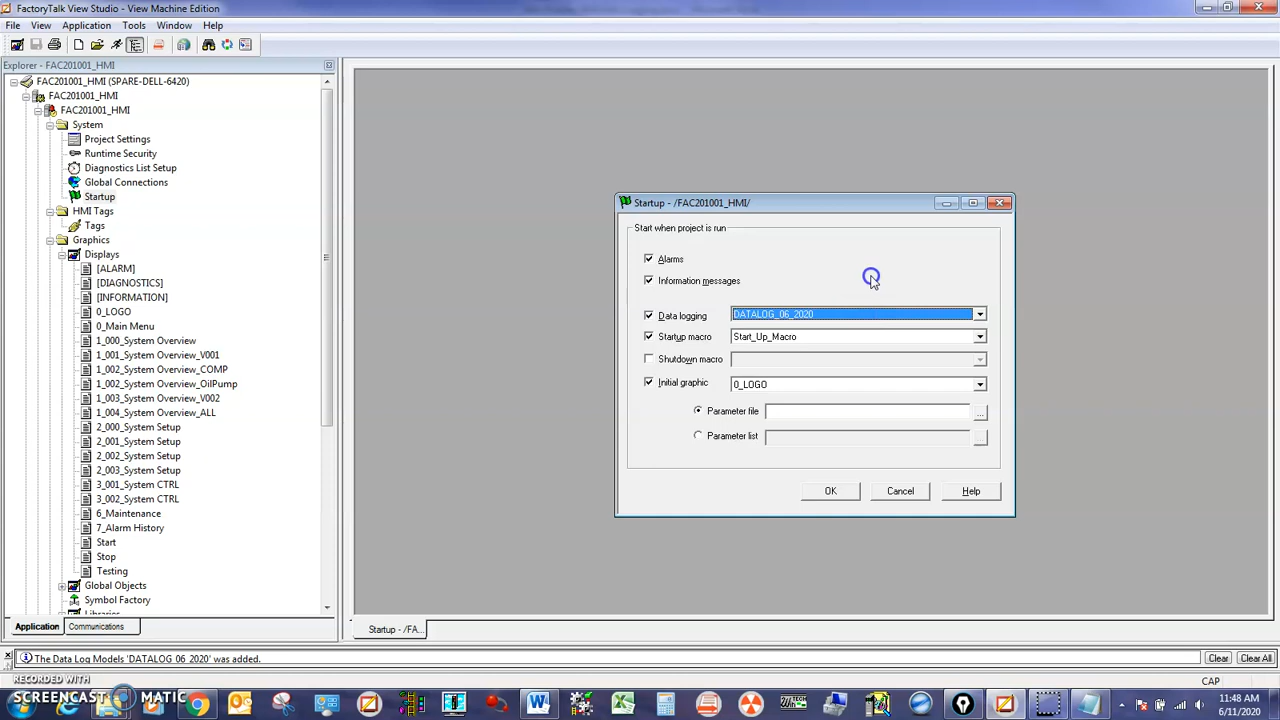 FactoryTalk View Studio - View Machine Edition
File View Application Tools Window Help
Explorer - FAC201001_HMI
FAC201001_HMI (SPARE-DELL-6420)
FAC201001_HMI
FAC201001_HMI
System
Project Settings
Runtime Security
Diagnostics List Setup
Global Connections
Startup
HMI Tags
Tags
Graphics
Displays
[ALARM]
[DIAGNOSTICS]
[INFORMATION]
0_LOGO
0_Main Menu
1_000_System Overview
1_001_System Overview_V001
1_002_System Overview_COMP
1_002_System Overview_OilPump
1_003_System Overview_V002
1_004_System Overview_ALL
2_000_System Setup
2_001_System Setup
2_002_System Setup
2_003_System Setup
3_001_System CTRL
3_002_System CTRL
6_Maintenance
7_Alarm History
Start
Stop
Testing
Global Objects
Symbol Factory
Libraries
Application Communications
Startup - /FAC201001_HMI/
Start when project is run
Alarms
Information messages
Data logging DATALOG_06_2020
Startup macro Start_Up_Macro
Shutdown macro
Initial graphic 0_LOGO
Parameter file ...
Parameter list ...
OK Cancel Help
Startup - /FA...
The Data Log Models 'DATALOG_06_2020' was added.
Clear Clear All
RECORDED WITH
SCREENCAST MATIC
CAP
11:48 AM
6/11/2020